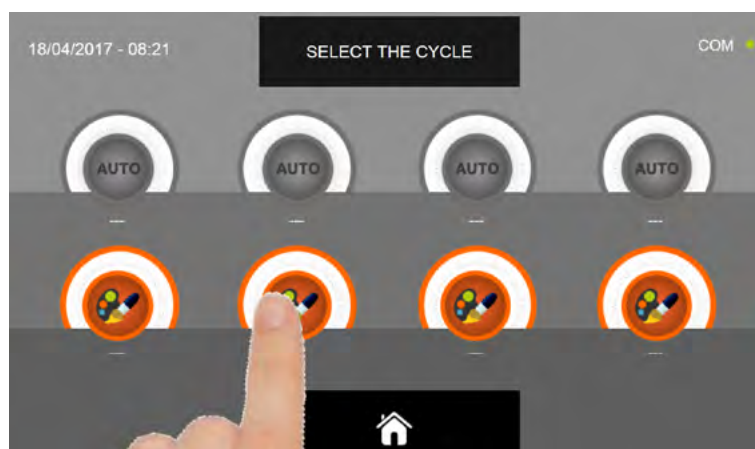 18/04/2017 - 08:21
SELECT THE CYCLE
COM
AUTO AUTO AUTO AUTO
--- --- --- ---
--- --- --- ---